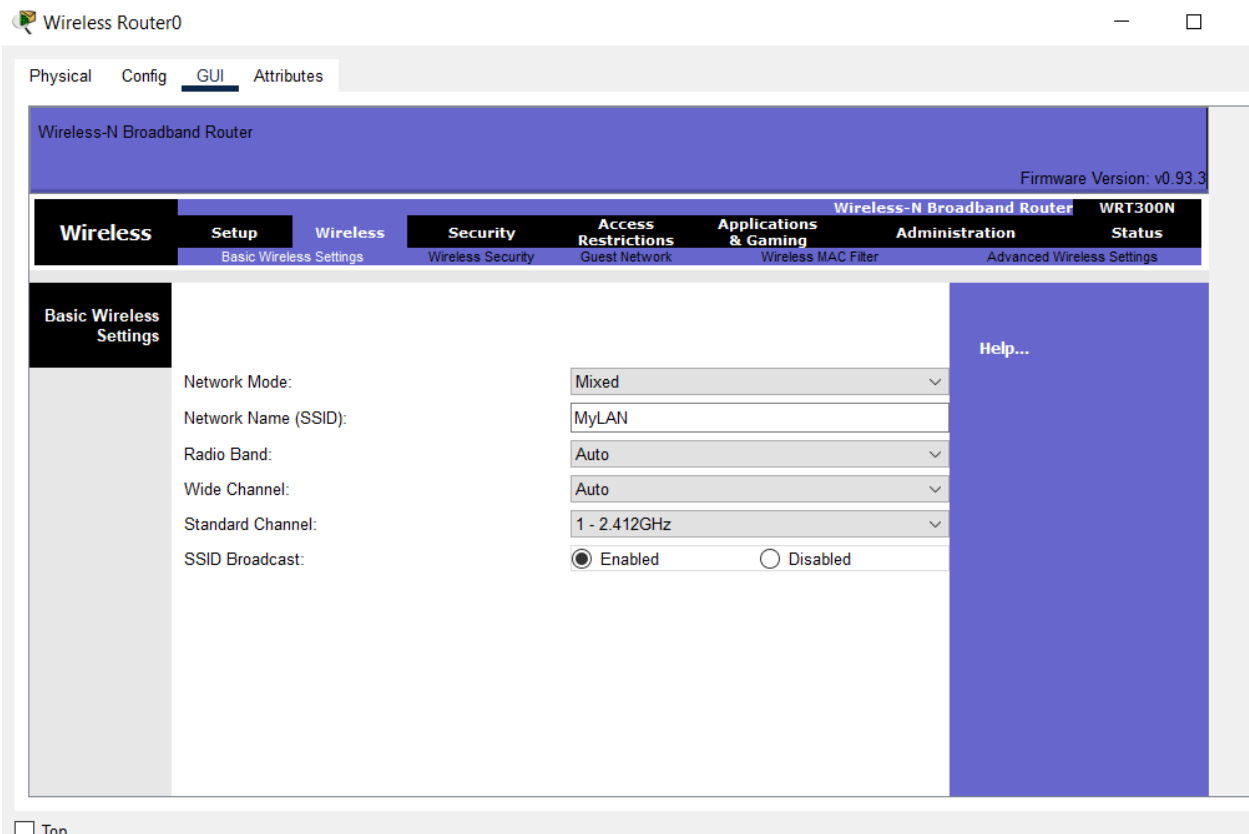 Wireless Router0
Physical Config GUI Attributes
Wireless-N Broadband Router
Firmware Version: v0.93.3
Wireless-N Broadband Router WRT300N
Wireless
Setup Wireless Security Access Restrictions Applications & Gaming Administration Status
Basic Wireless Settings Wireless Security Guest Network Wireless MAC Filter Advanced Wireless Settings
Basic Wireless
Settings
Help...
Network Mode: Mixed
Network Name (SSID): MyLAN
Radio Band: Auto
Wide Channel: Auto
Standard Channel: 1 - 2.412GHz
SSID Broadcast: Enabled Disabled
Top